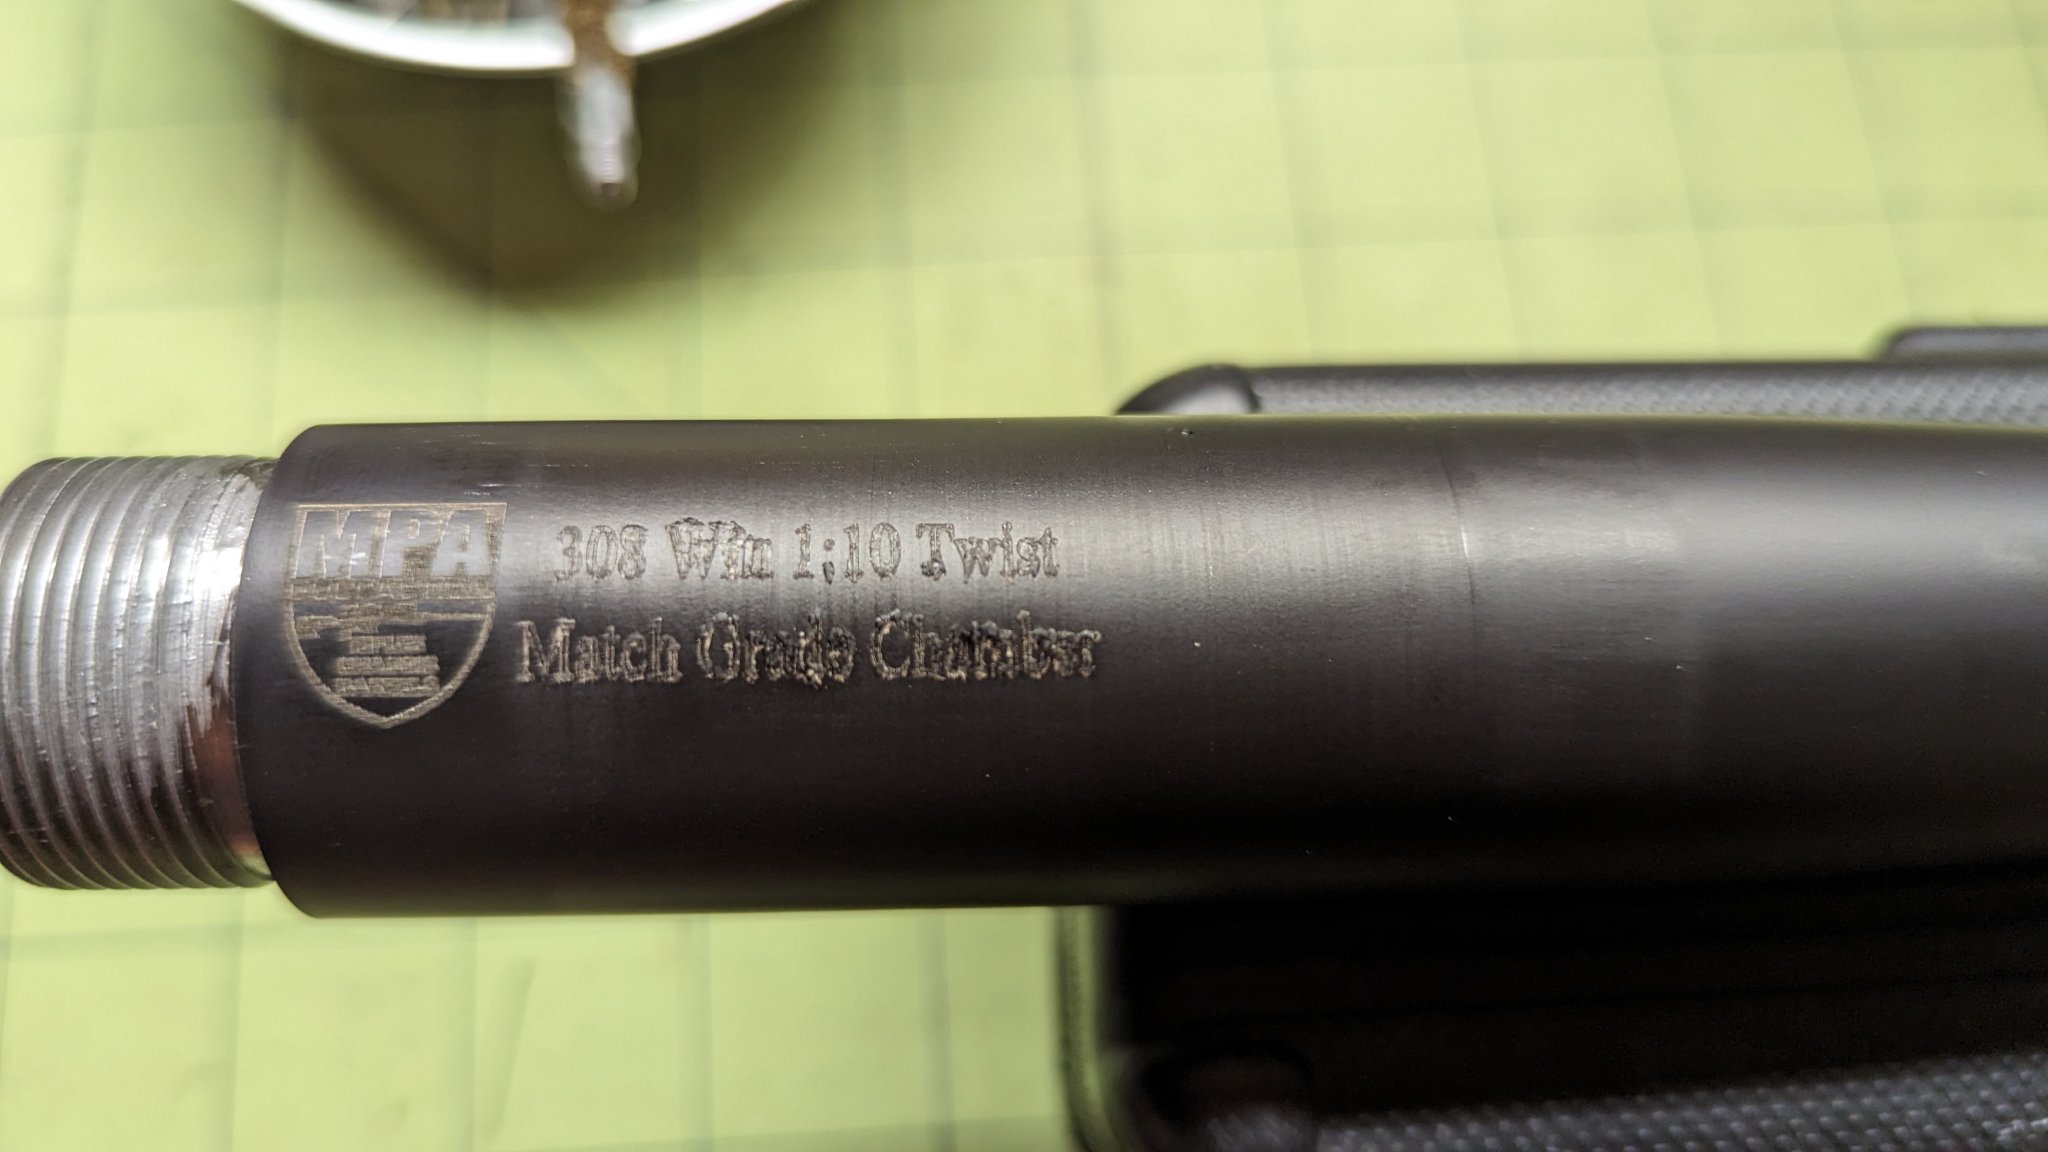 MPA
308 Win 1:10 Twist
Match Grade Chamber